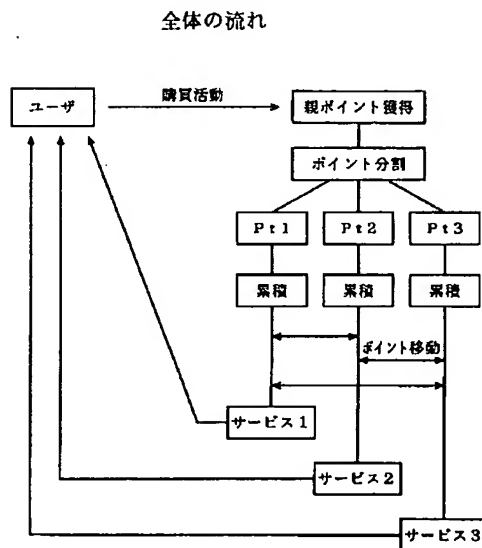 全体の流れ
ユーザ
購買活動
親ポイント獲得
ポイント分割
Pt1
Pt2
Pt3
累積
累積
累積
ポイント移動
サービス1
サービス2
サービス3